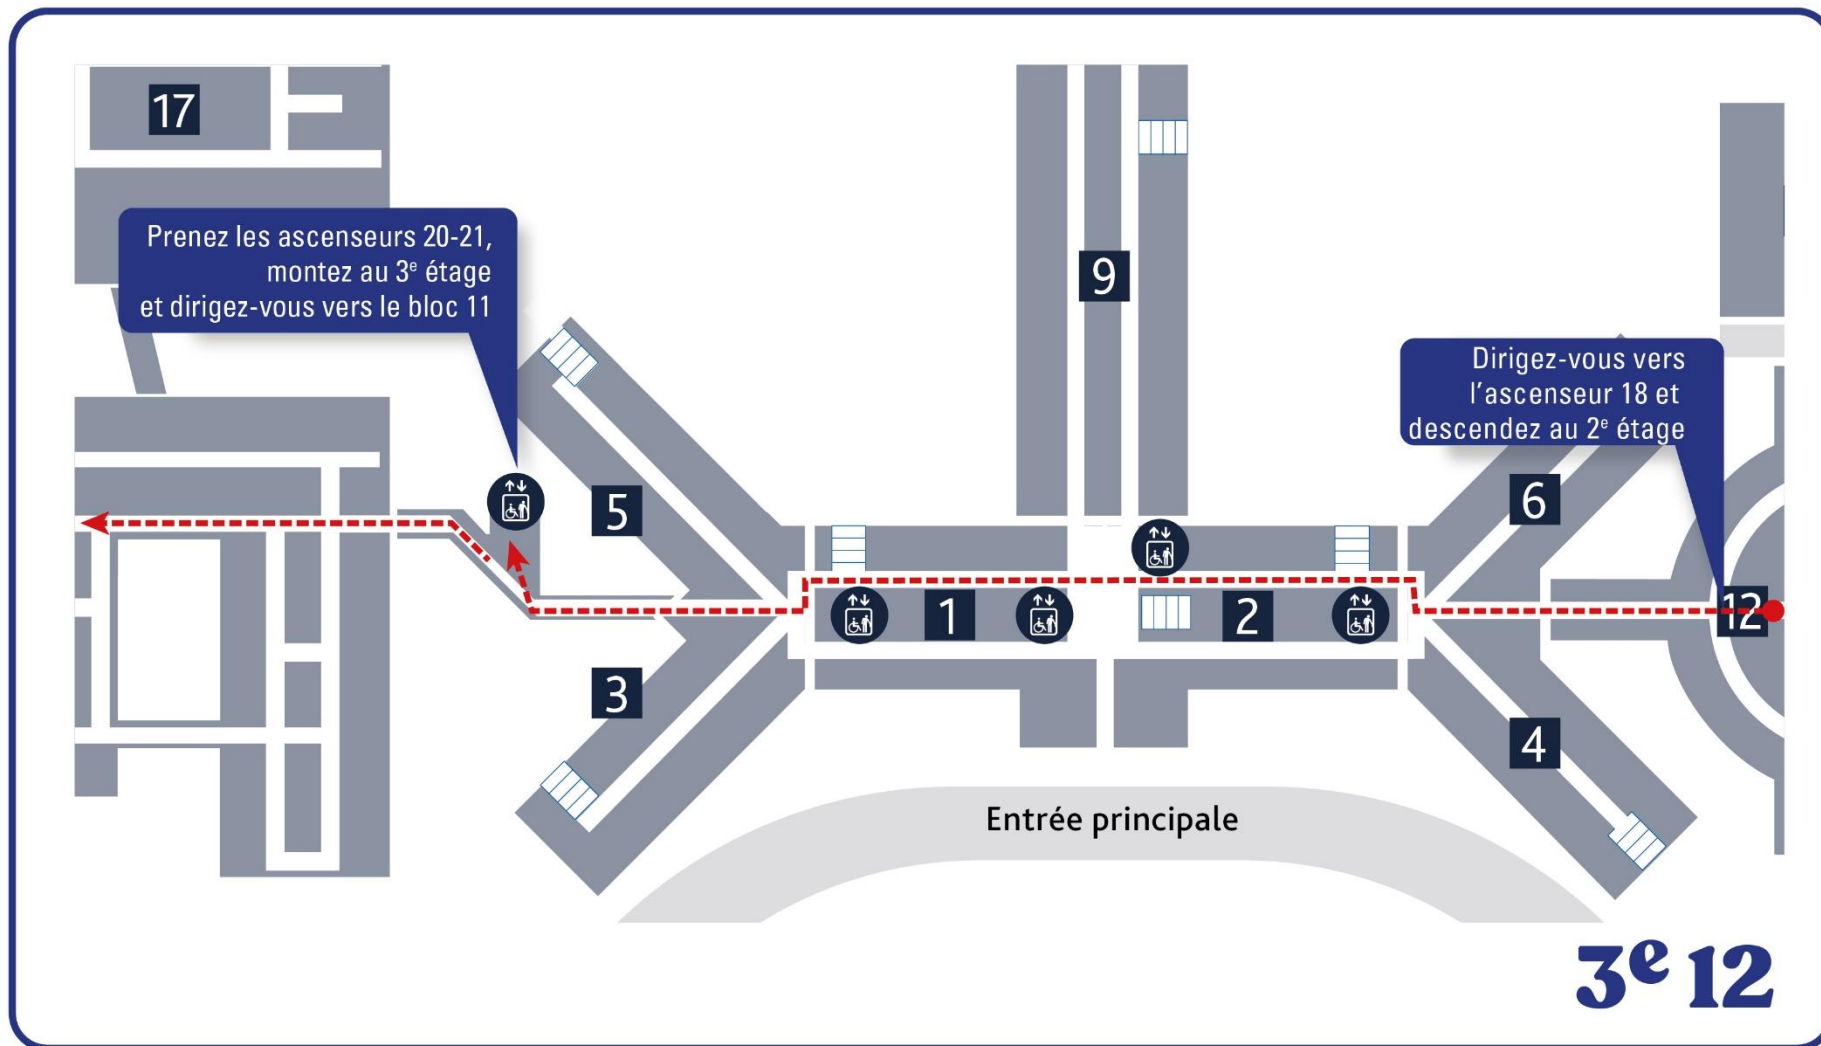 17
Prenez les ascenseurs 20-21,
montez au 3e étage
et dirigez-vous vers le bloc 11
9
Dirigez-vous vers
l'ascenseur 18 et
descendez au 2e étage
5
6
1
2
12
3
4
Entrée principale
3e 12